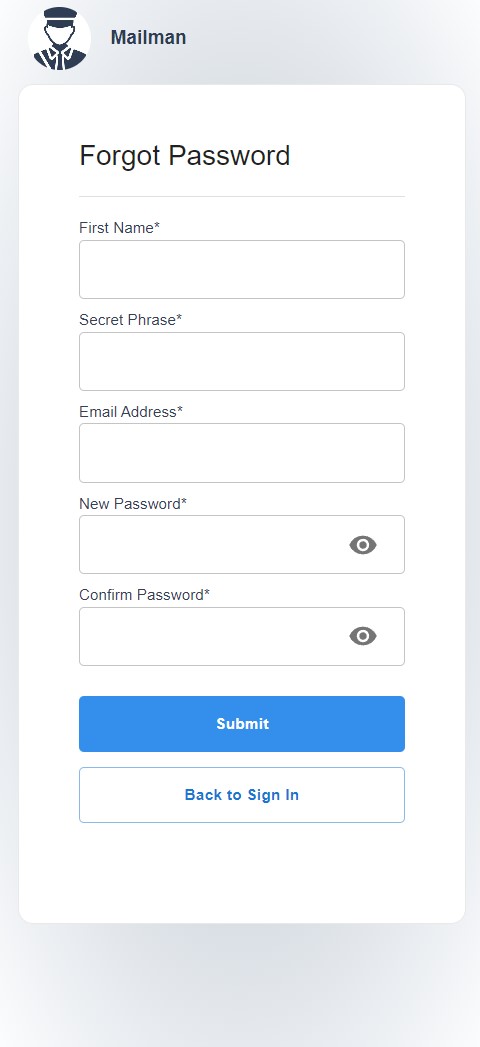 Mailman
Forgot Password
First Name*
Secret Phrase*
Email Address*
New Password*
Confirm Password*
Submit
Back to Sign In